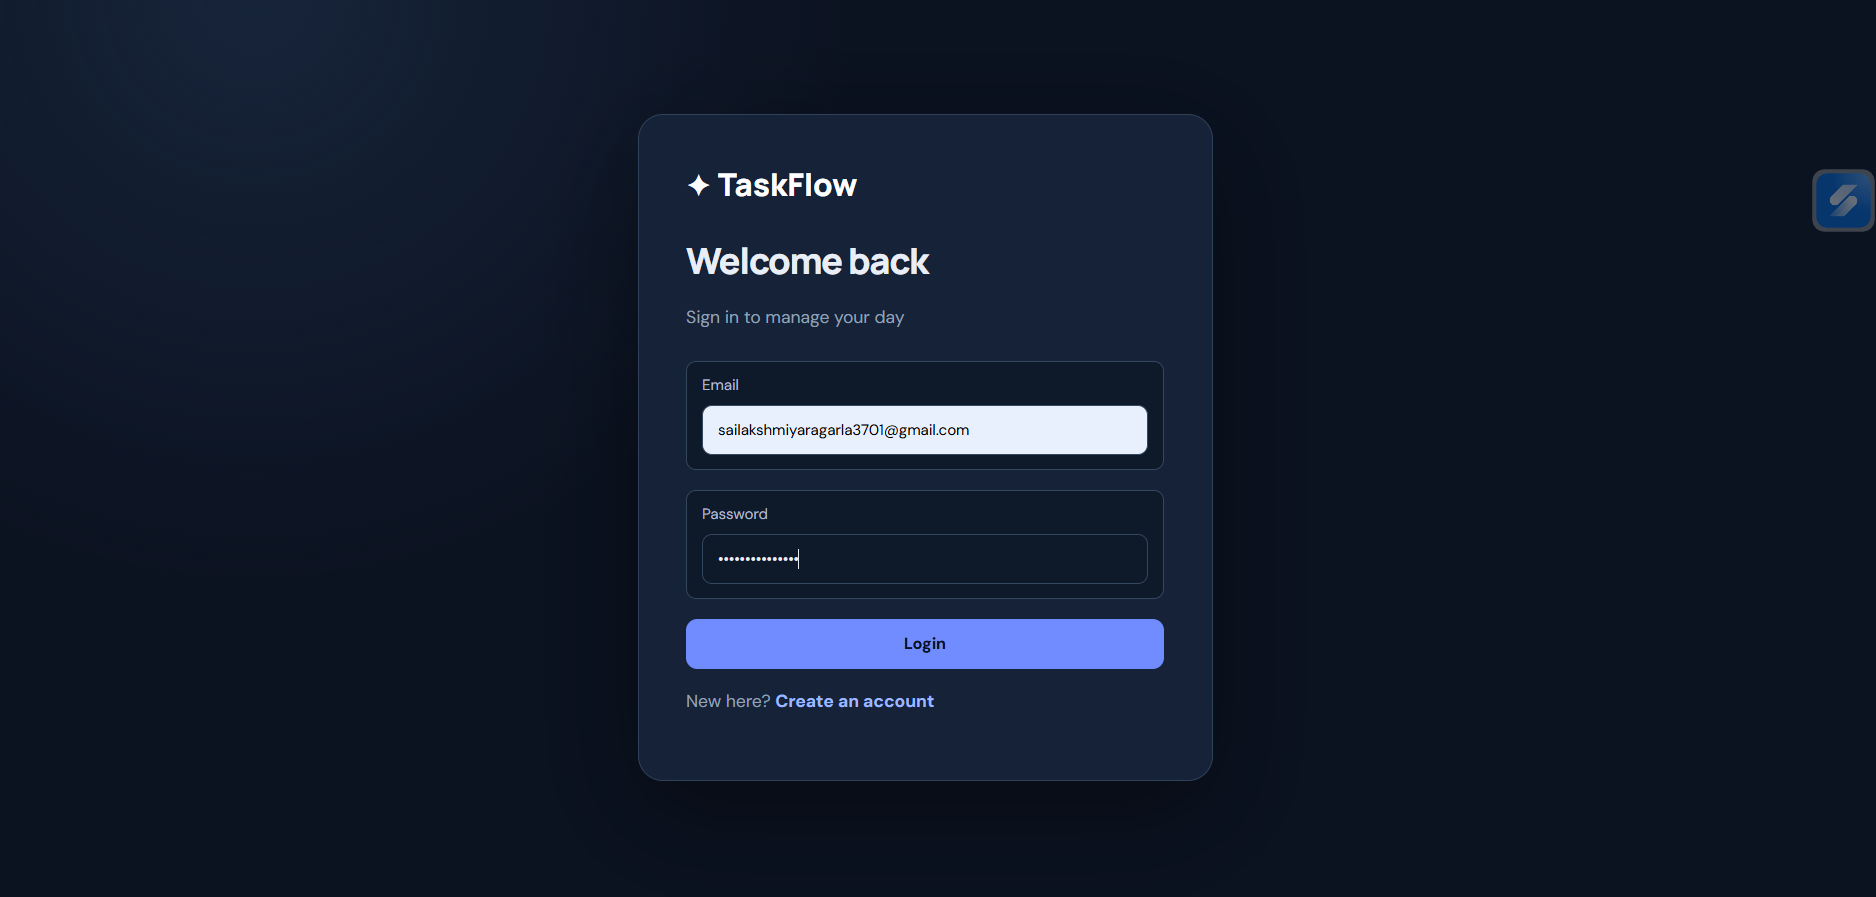 ✦ TaskFlow
Welcome back
Sign in to manage your day
Email
sailakshmiyaragarla3701@gmail.com
Password
•••••••••••••••
Login
New here? Create an account